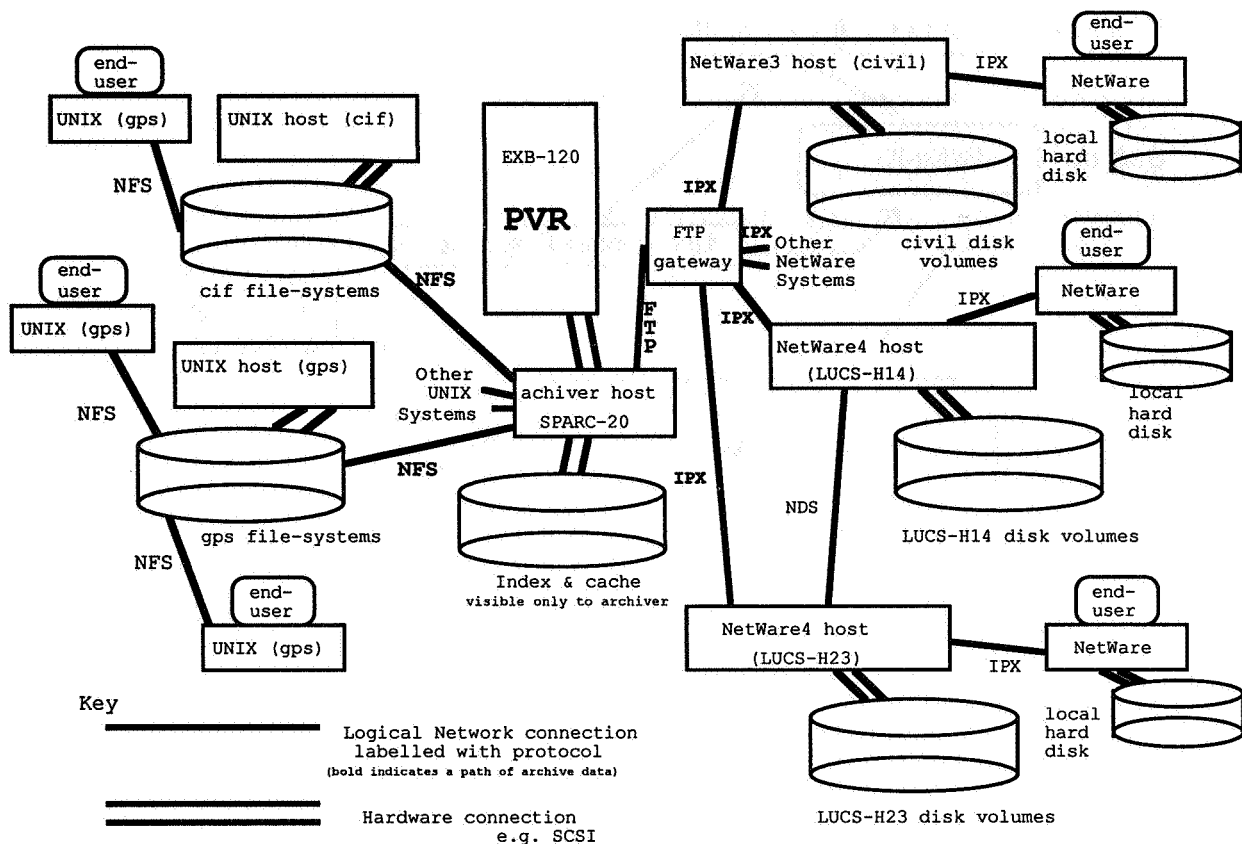 end-
user
UNIX (gps)
NFS
UNIX host (cif)
cif file-systems
NFS
end-
user
UNIX (gps)
NFS
UNIX host (gps)
gps file-systems
NFS
NFS
end-
user
UNIX (gps)
EXB-120
PVR
Other
UNIX
Systems
achiver host
SPARC-20
Index & cache
visible only to archiver
FTP
FTP
gateway
IPX
IPX
Other
NetWare
Systems
IPX
IPX
NetWare3 host (civil)
IPX
end-
user
NetWare
local
hard
disk
civil disk
volumes
NetWare4 host
(LUCS-H14)
IPX
end-
user
NetWare
local
hard
disk
LUCS-H14 disk volumes
NDS
NetWare4 host
(LUCS-H23)
IPX
end-
user
NetWare
local
hard
disk
LUCS-H23 disk volumes
Key
Logical Network connection
labelled with protocol
(bold indicates a path of archive data)
Hardware connection
e.g. SCSI